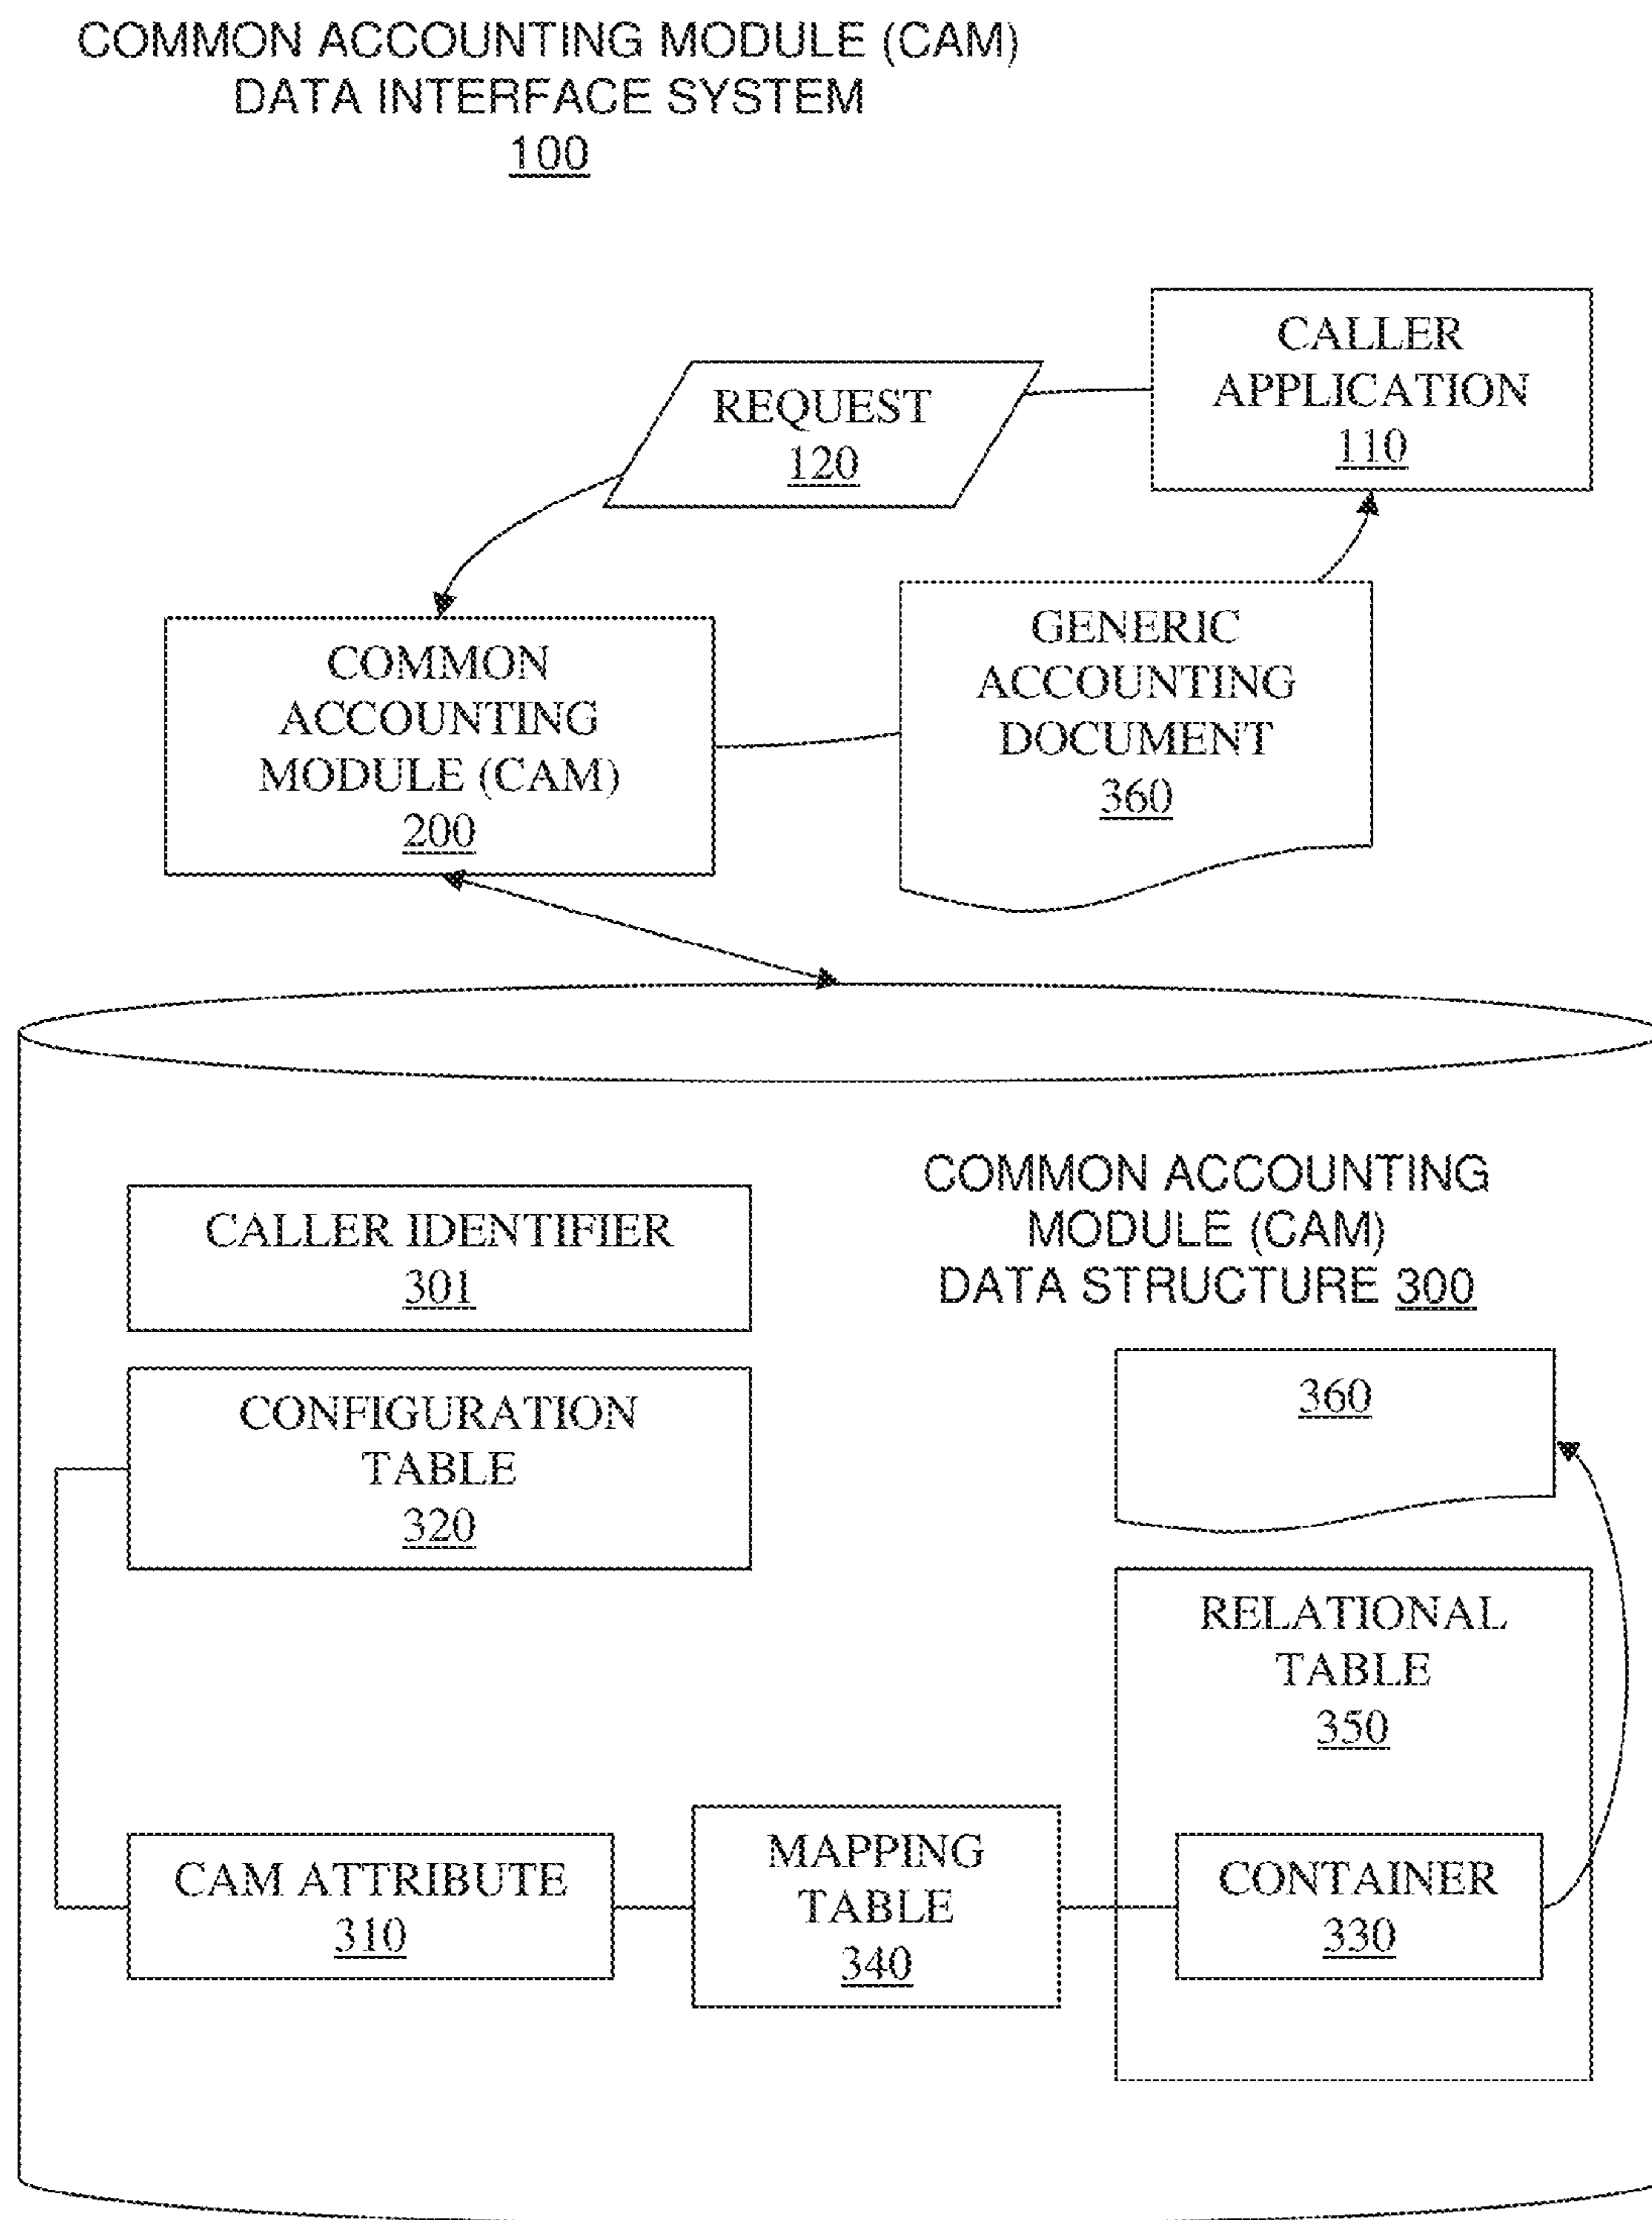 COMMON ACCOUNTING MODULE (CAM)
DATA INTERFACE SYSTEM
100
CALLER
APPLICATION
110
REQUEST
120
COMMON
ACCOUNTING
MODULE (CAM)
200
GENERIC
ACCOUNTING
DOCUMENT
360
CALLER IDENTIFIER
301
COMMON ACCOUNTING
MODULE (CAM)
DATA STRUCTURE 300
CONFIGURATION
TABLE
320
360
RELATIONAL
TABLE
350
CAM ATTRIBUTE
310
MAPPING
TABLE
340
CONTAINER
330